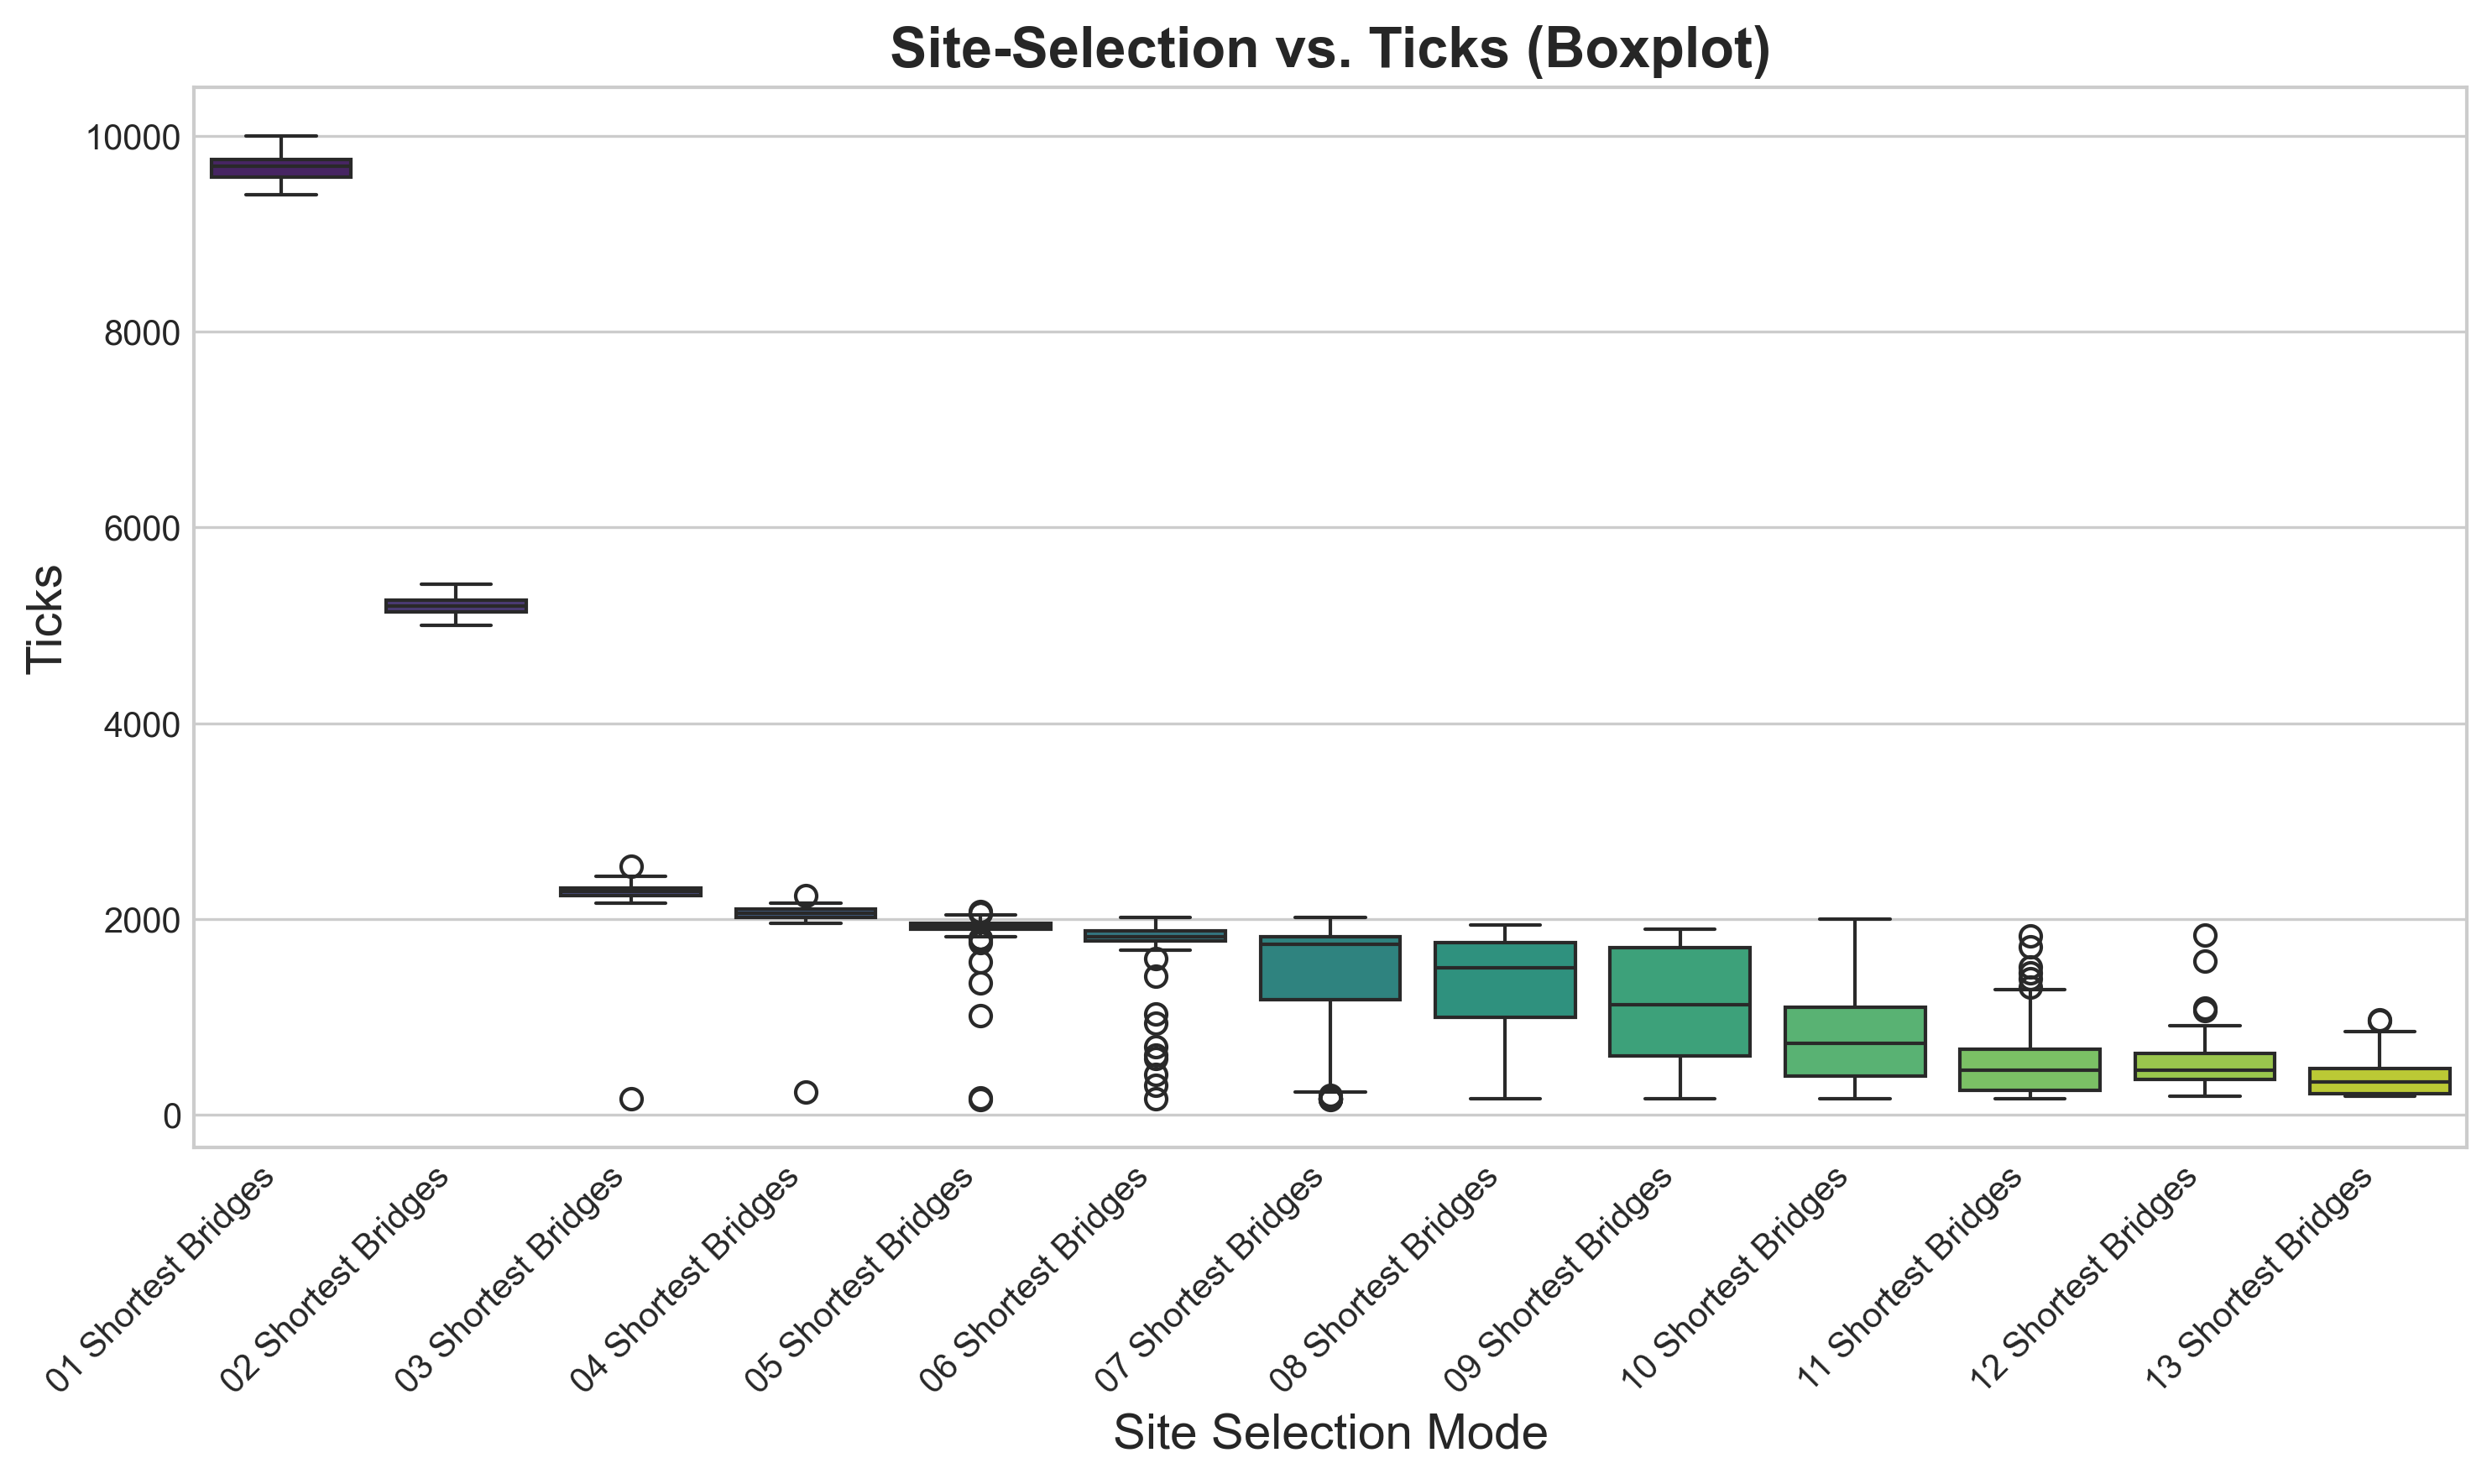 Site-Selection vs. Ticks (Boxplot)
Ticks
10000
8000
6000
4000
2000
0
01 Shortest Bridges
02 Shortest Bridges
03 Shortest Bridges
04 Shortest Bridges
05 Shortest Bridges
06 Shortest Bridges
07 Shortest Bridges
08 Shortest Bridges
09 Shortest Bridges
10 Shortest Bridges
11 Shortest Bridges
12 Shortest Bridges
13 Shortest Bridges
Site Selection Mode